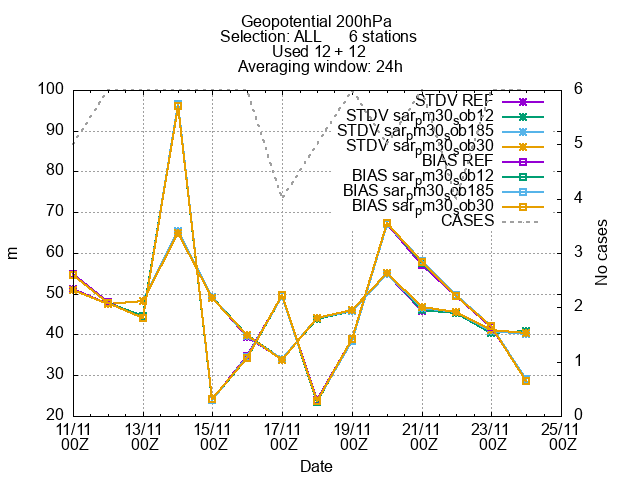 Geopotential 200hPa
Selection: ALL 6 stations
Used 12 + 12
Averaging window: 24h
STDV REF
STDV sar_pm30_sob12
STDV sar_pm30_sob185
STDV sar_pm30_sob30
BIAS REF
BIAS sar_pm30_sob12
BIAS sar_pm30_sob185
BIAS sar_pm30_sob30
CASES
100
90
80
70
60
50
40
30
20
m
6
5
4
3
2
1
0
No cases
11/11 13/11 15/11 17/11 19/11 21/11 23/11 25/11
00Z 00Z 00Z 00Z 00Z 00Z 00Z 00Z
Date